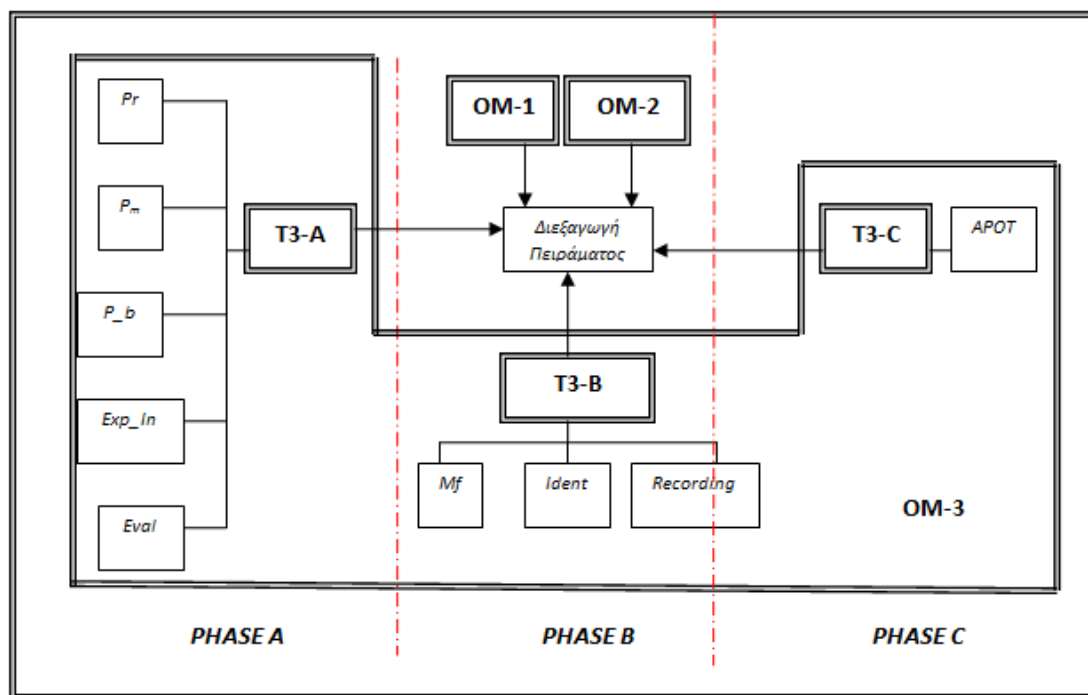 Pr
Pₘ
P_b
Exp_In
Eval
T3-A
OM-1
OM-2
Διεξαγωγή
Πειράματος
T3-B
Mf
Ident
Recording
T3-C
APOT
OM-3
PHASE A
PHASE B
PHASE C